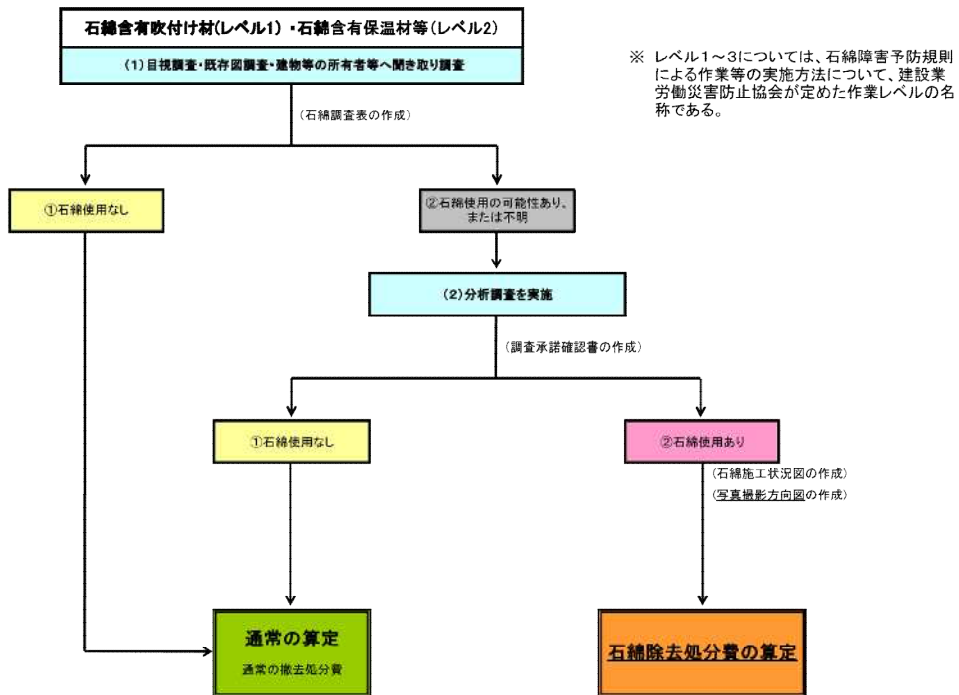 石綿含有吹付け材(レベル1)・石綿含有保温材等(レベル2)
(1)目視調査・既存図調査・建物等の所有者等へ聞き取り調査
※ レベル1～3については、石綿障害予防規則
による作業等の実施方法について、建設業
労働災害防止協会が定めた作業レベルの名
称である。
(石綿調査表の作成)
①石綿使用なし
②石綿使用の可能性あり、
または不明
(2)分析調査を実施
(調査承諾確認書の作成)
①石綿使用なし
②石綿使用あり
(石綿施工状況図の作成)
(写真撮影方向図の作成)
通常の算定
通常の撤去処分費
石綿除去処分費の算定